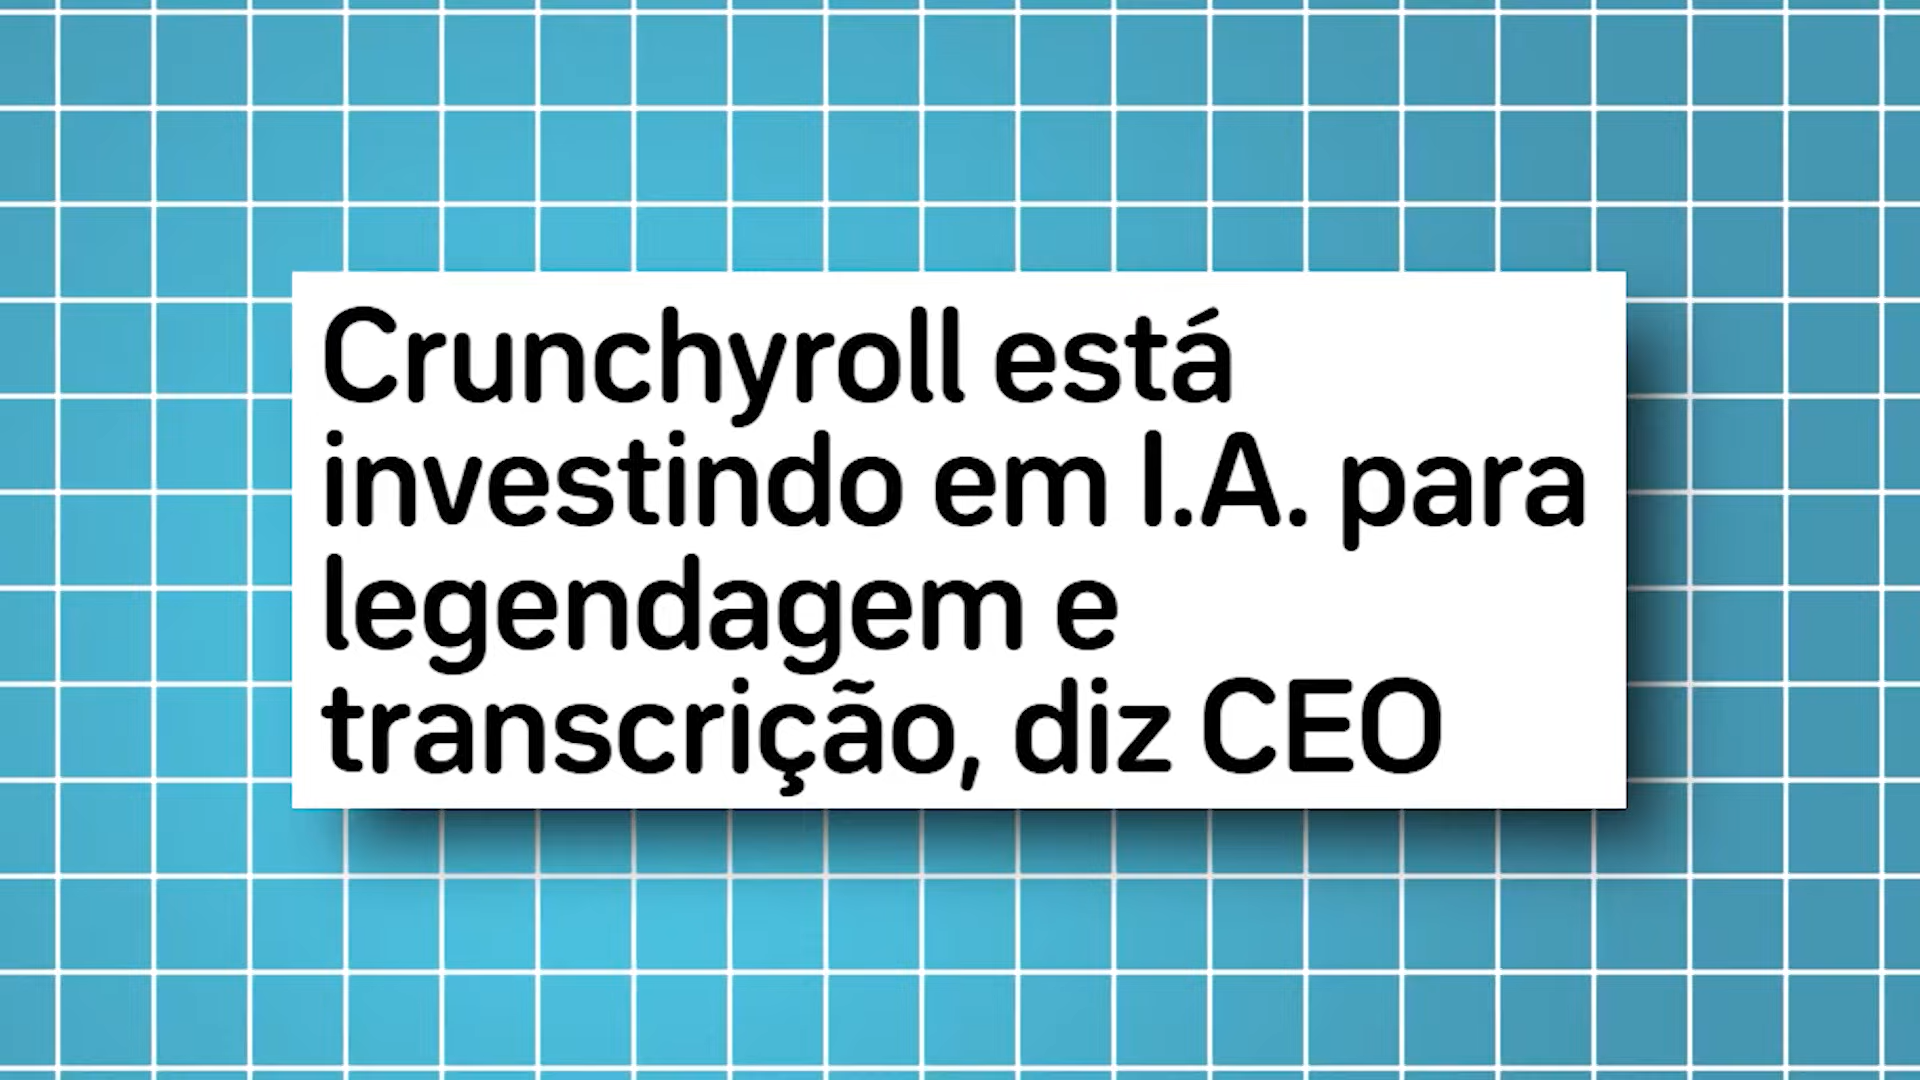 Crunchyroll está
investindo em I.A. para
legendagem e
transcrição, diz CEO